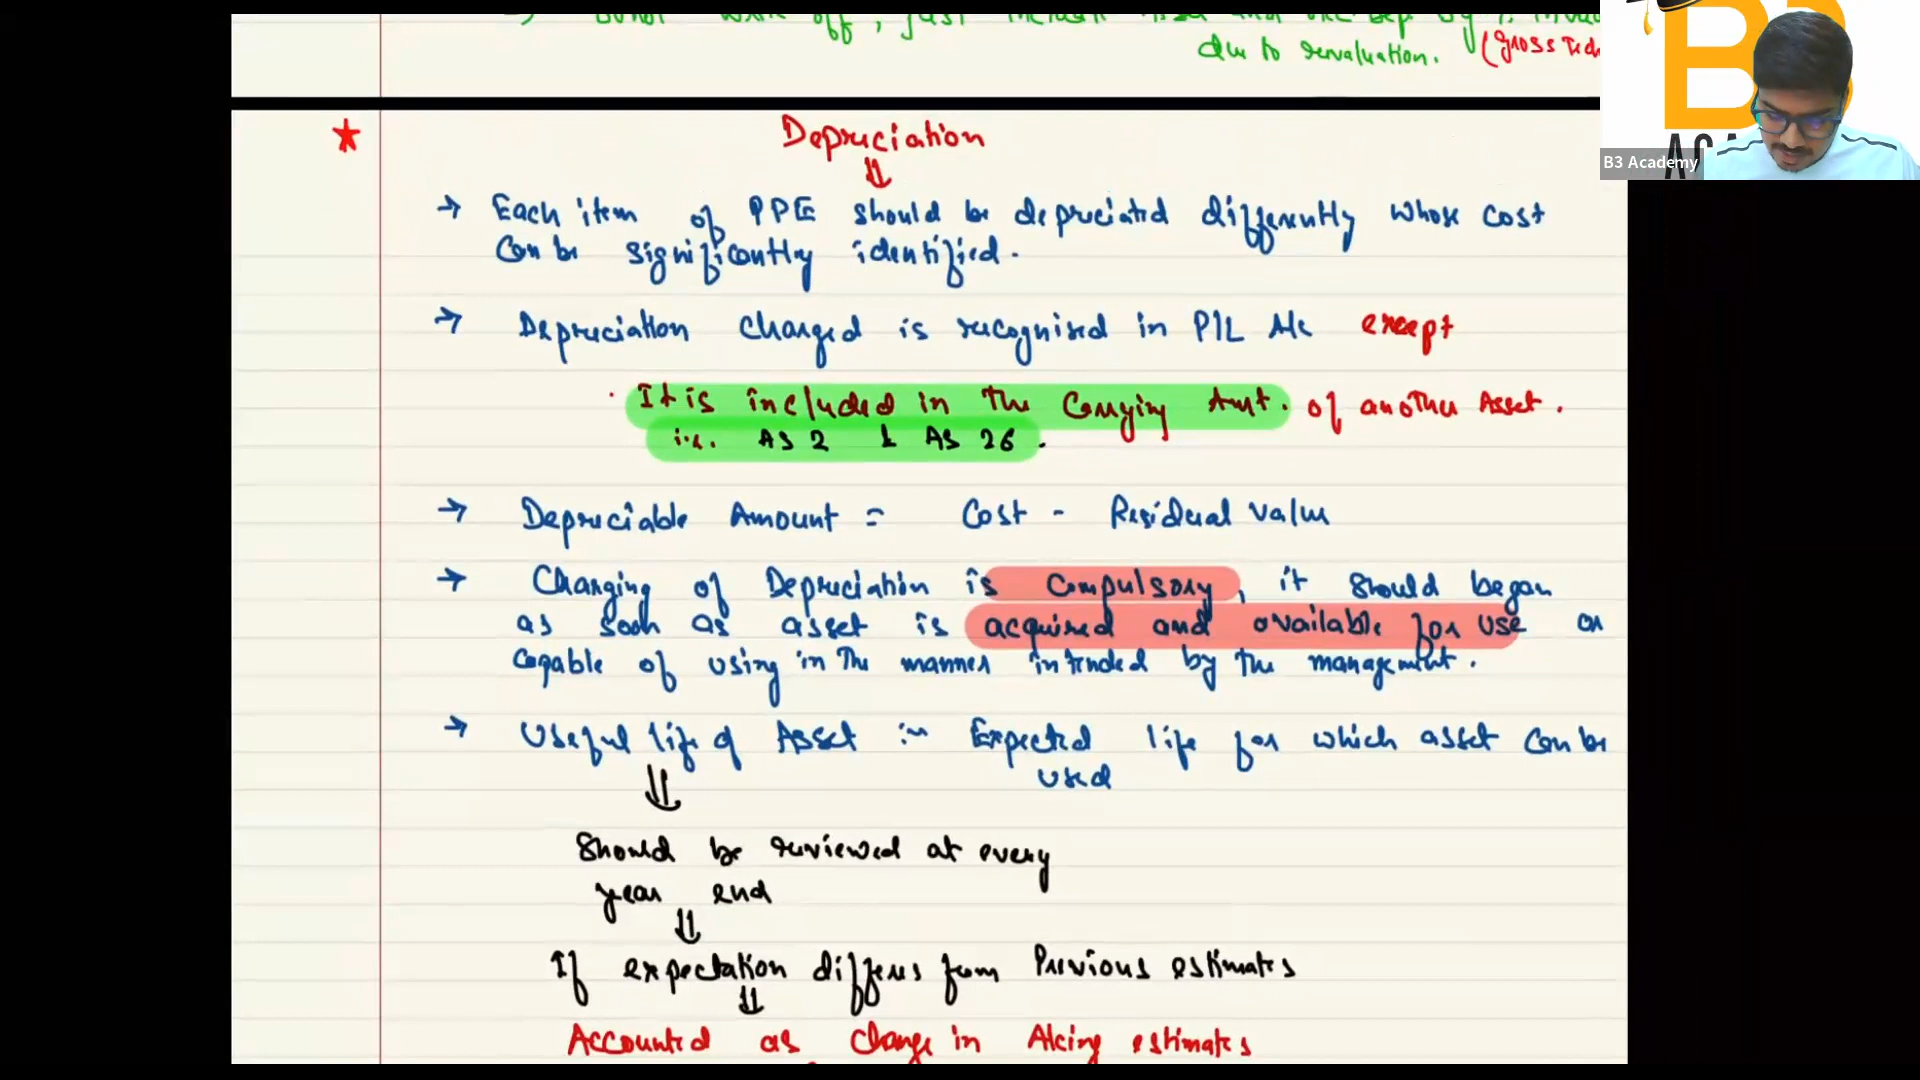 due to revaluation. (Gross
B3
B3 Academy
Depreciation
→ Each item of PPE should be depreciated differently whose cost
can be significantly identified.
→ Depreciation charged is recognised in P/L A/c except
It is included in the Carrying Amt. of another Asset.
i.e. AS 2 & AS 26.
→ Depreciable Amount = Cost - Residual value
→ Charging of Depreciation is Compulsory, it should began
as soon as asset is acquired and available for use or
capable of using in the manner intended by the management.
→ Useful life of Asset :- Expected life for which asset can be
used
Should be reviewed at every
year end
If expectation differs from Previous estimates
Accounted as change in A/cing estimates